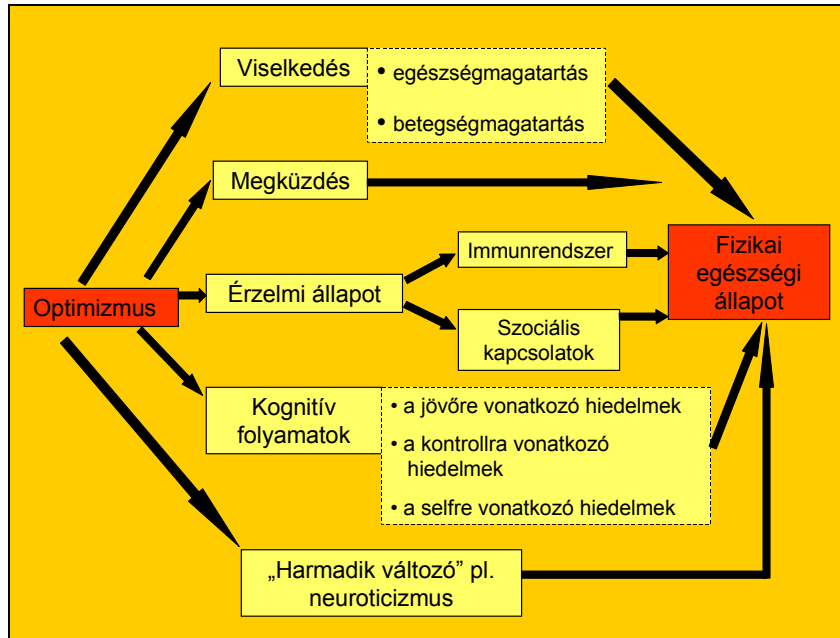 Viselkedés
• egészségmagatartás
• betegségmagatartás
Megküzdés
Immunrendszer
Fizikai
egészségi
állapot
Érzelmi állapot
Optimizmus
Szociális
kapcsolatok
Kognitív
folyamatok
• a jövőre vonatkozó hiedelmek
• a kontrollra vonatkozó
hiedelmek
• a selfre vonatkozó hiedelmek
„Harmadik változó” pl.
neuroticizmus